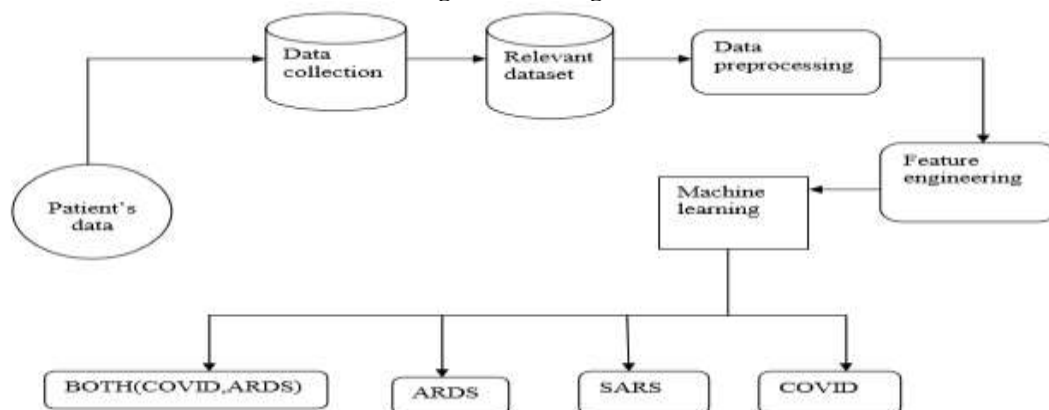 Data
collection
Relevant
dataset
Data
preprocessing
Feature
engineering
Machine
learning
Patient's
data
BOTH(COVID,ARDS)
ARDS
SARS
COVID